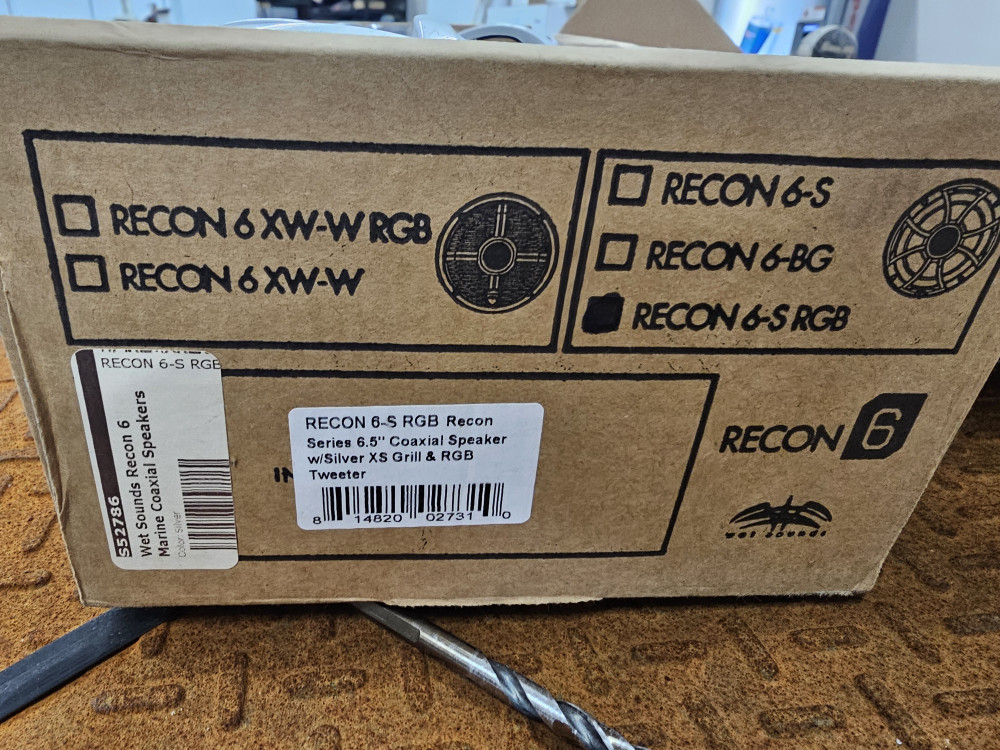 RECON 6 XW-W RGB
RECON 6 XW-W
RECON 6-S
RECON 6-BG
RECON 6-S RGB
RECON 6-S RGB
552786
Wet Sounds Recon 6
Marine Coaxial Speakers
Color Silver
IN
RECON 6-S RGB Recon
Series 6.5" Coaxial Speaker
w/Silver XS Grill & RGB
Tweeter
8 14820 02731 0
RECON 6
WET SOUNDS